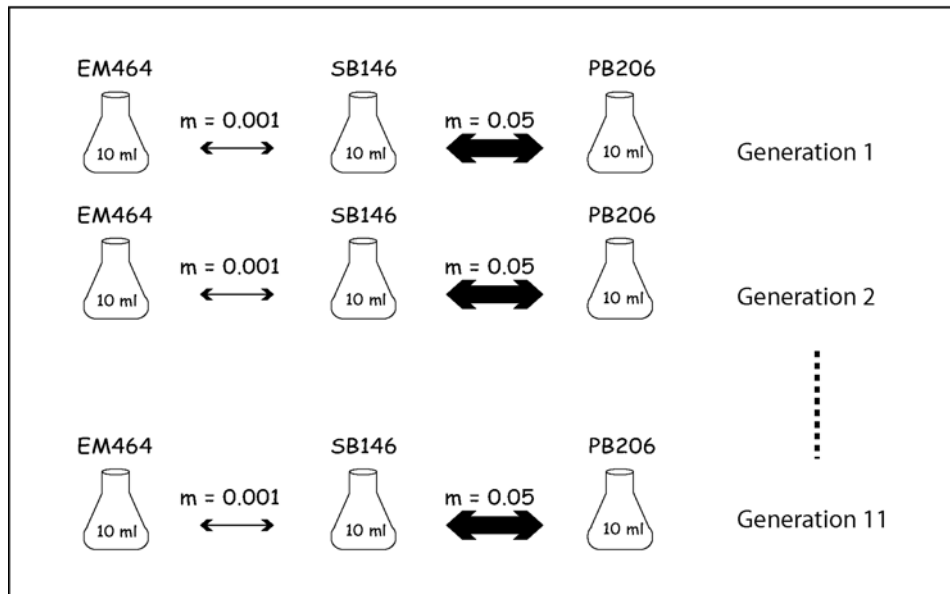 EM464 SB146 PB206
m = 0.001 m = 0.05
10 ml 10 ml 10 ml Generation 1
EM464 SB146 PB206
m = 0.001 m = 0.05
10 ml 10 ml 10 ml Generation 2
EM464 SB146 PB206
m = 0.001 m = 0.05
10 ml 10 ml 10 ml Generation 11